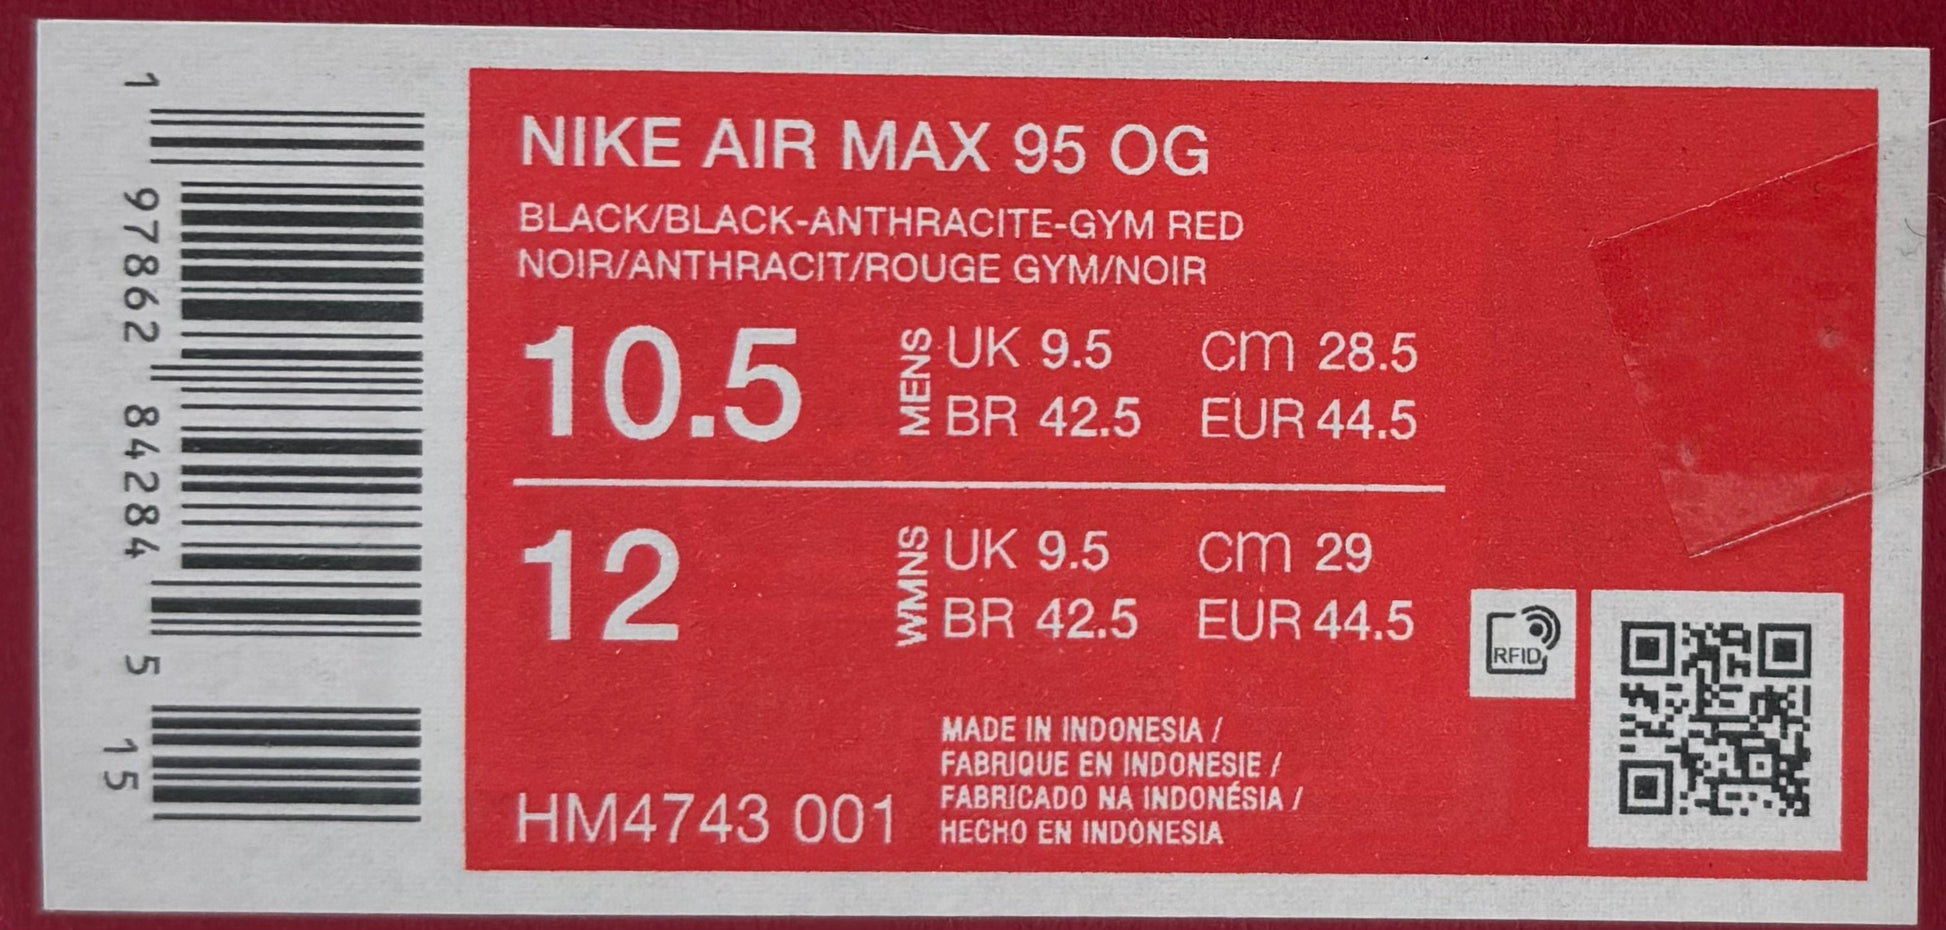 1 97862 84284 5 15
NIKE AIR MAX 95 OG
BLACK/BLACK-ANTHRACITE-GYM RED
NOIR/ANTHRACIT/ROUGE GYM/NOIR
10.5
MENS
UK 9.5 cm 28.5
BR 42.5 EUR 44.5
12
WMNS
UK 9.5 cm 29
BR 42.5 EUR 44.5
RFID
HM4743 001
MADE IN INDONESIA /
FABRIQUE EN INDONESIE /
FABRICADO NA INDONÉSIA /
HECHO EN INDONESIA